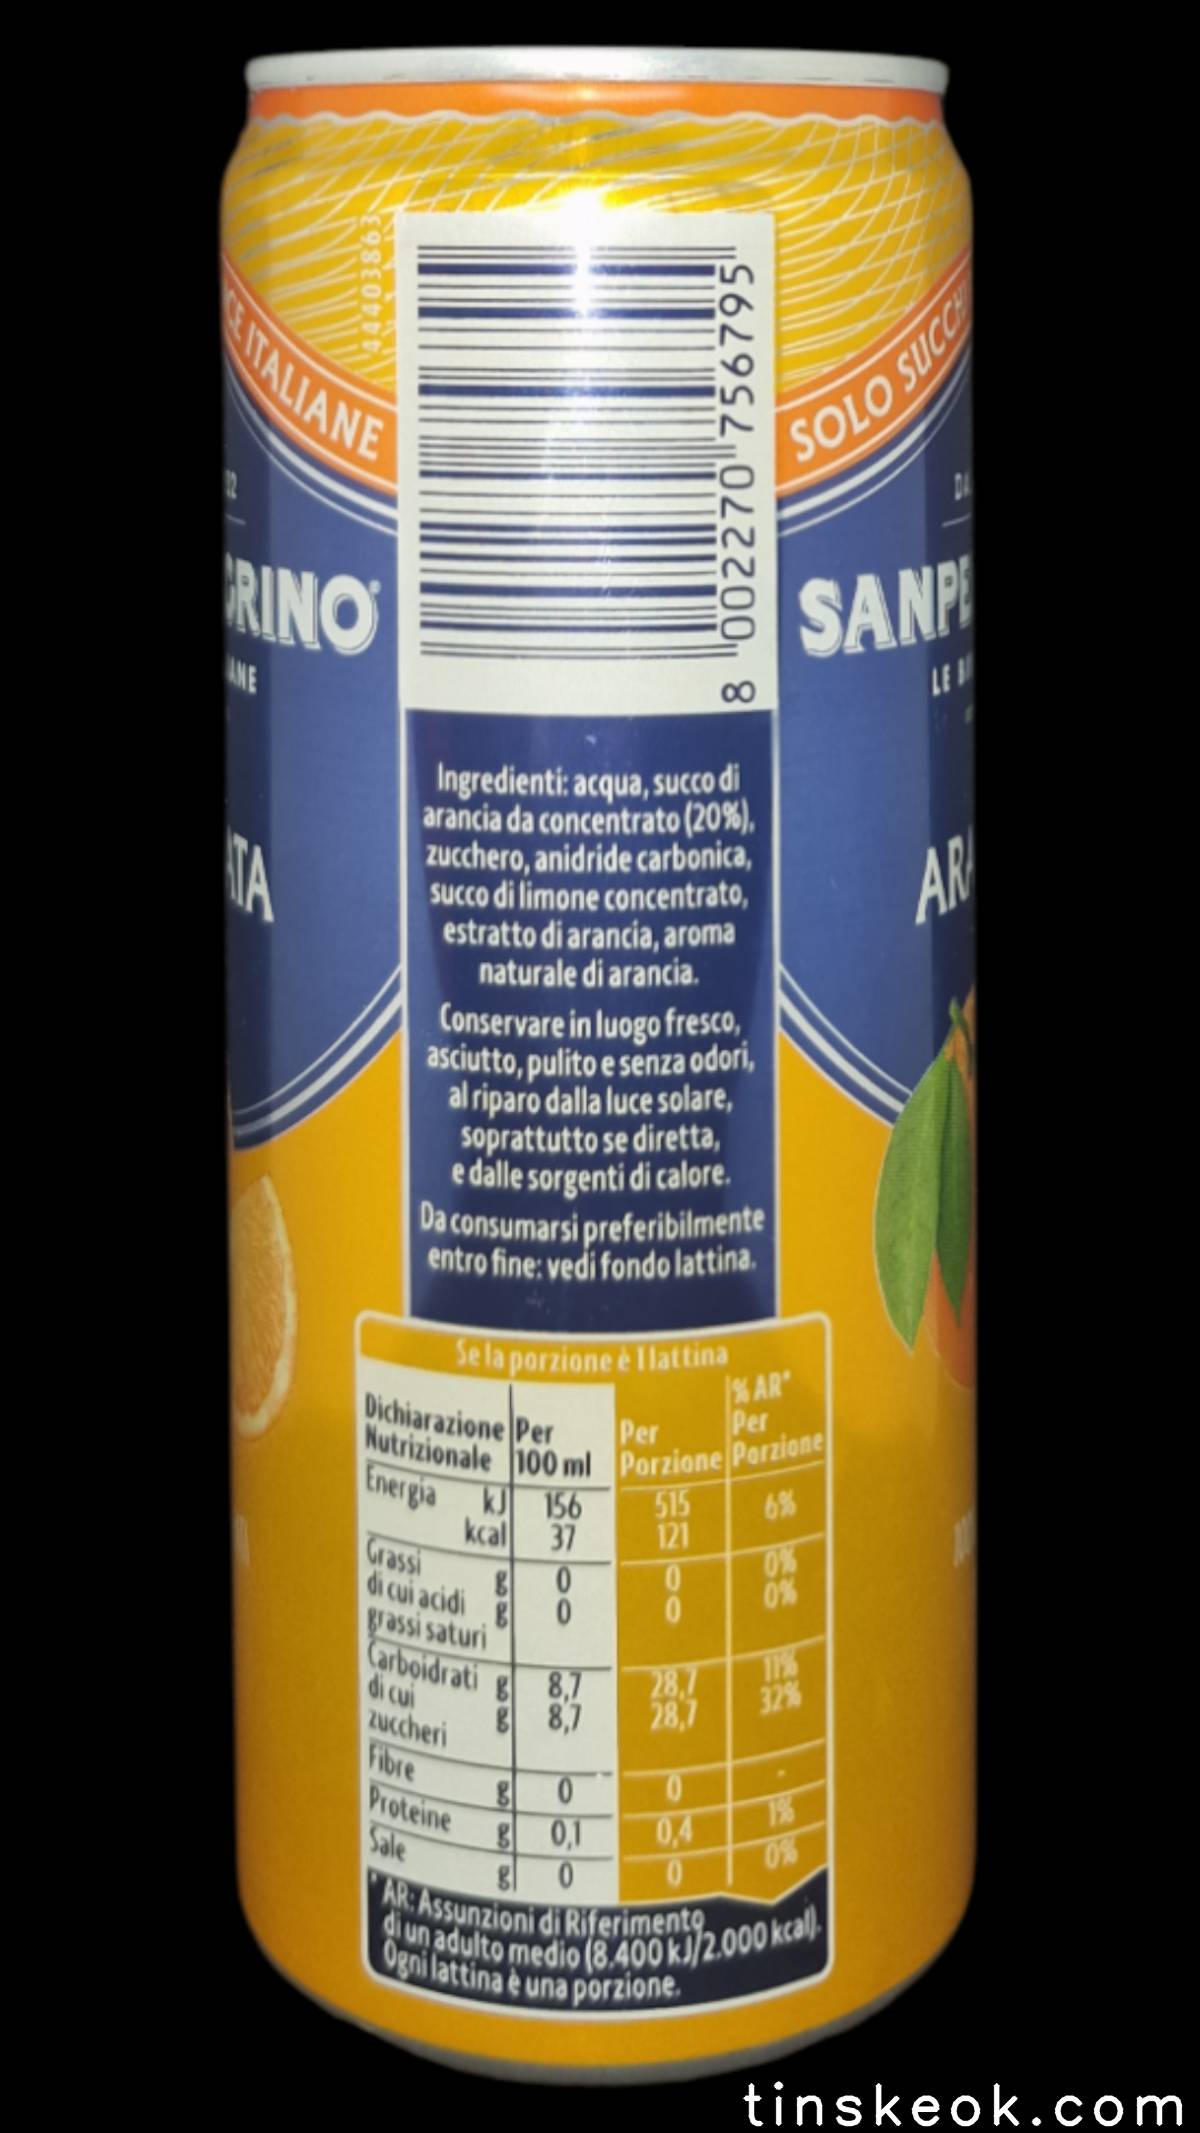 44403863
8 002270 756795
CE ITALIANE
SOLO SUCCHI
GRINO®
SANPE
IANE
LE B
ATA
ARA
Ingredienti: acqua, succo di
arancia da concentrato (20%),
zucchero, anidride carbonica,
succo di limone concentrato,
estratto di arancia, aroma
naturale di arancia.
Conservare in luogo fresco,
asciutto, pulito e senza odori,
al riparo dalla luce solare,
soprattutto se diretta,
e dalle sorgenti di calore.
Da consumarsi preferibilmente
entro fine: vedi fondo lattina.
Se la porzione è 1 lattina
Dichiarazione Nutrizionale Per 100 ml Per Porzione % AR* Per Porzione
Energia kJ 156 515 6%
kcal 37 121
Grassi g 0 0 0%
di cui acidi g 0 0 0%
grassi saturi
Carboidrati g 8,7 28,7 11%
di cui g 8,7 28,7 32%
zuccheri
Fibre g 0 0 -
Proteine g 0,1 0,4 1%
Sale g 0 0 0%
* AR: Assunzioni di Riferimento
di un adulto medio (8.400 kJ/2.000 kcal).
Ogni lattina è una porzione.
tinskeok.com